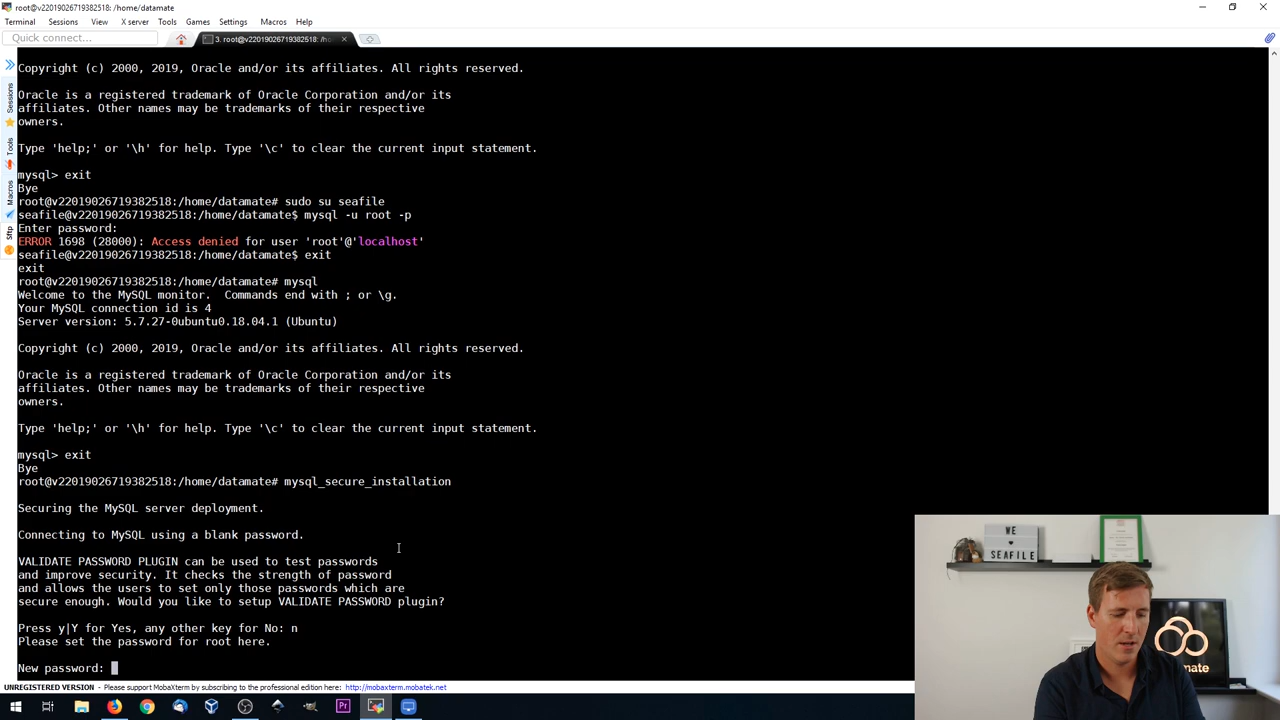 root@v22019026719382518: /home/datamate
Terminal Sessions View X server Tools Games Settings Macros Help
Quick connect...
3. root@v22019026719382518: /h
Sessions
Tools
Macros
Sftp
Copyright (c) 2000, 2019, Oracle and/or its affiliates. All rights reserved.
Oracle is a registered trademark of Oracle Corporation and/or its
affiliates. Other names may be trademarks of their respective
owners.
Type 'help;' or '\h' for help. Type '\c' to clear the current input statement.
mysql> exit
Bye
root@v22019026719382518:/home/datamate# sudo su seafile
seafile@v22019026719382518:/home/datamate$ mysql -u root -p
Enter password:
ERROR 1698 (28000): Access denied for user 'root'@'localhost'
seafile@v22019026719382518:/home/datamate$ exit
exit
root@v22019026719382518:/home/datamate# mysql
Welcome to the MySQL monitor.  Commands end with ; or \g.
Your MySQL connection id is 4
Server version: 5.7.27-0ubuntu0.18.04.1 (Ubuntu)
Copyright (c) 2000, 2019, Oracle and/or its affiliates. All rights reserved.
Oracle is a registered trademark of Oracle Corporation and/or its
affiliates. Other names may be trademarks of their respective
owners.
Type 'help;' or '\h' for help. Type '\c' to clear the current input statement.
mysql> exit
Bye
root@v22019026719382518:/home/datamate# mysql_secure_installation
Securing the MySQL server deployment.
Connecting to MySQL using a blank password.
VALIDATE PASSWORD PLUGIN can be used to test passwords
and improve security. It checks the strength of password
and allows the users to set only those passwords which are
secure enough. Would you like to setup VALIDATE PASSWORD plugin?
Press y|Y for Yes, any other key for No: n
Please set the password for root here.
New password:
WE
SEAFILE
mate
UNREGISTERED VERSION - Please support MobaXterm by subscribing to the professional edition here: http://mobaxterm.mobatek.net
Pr